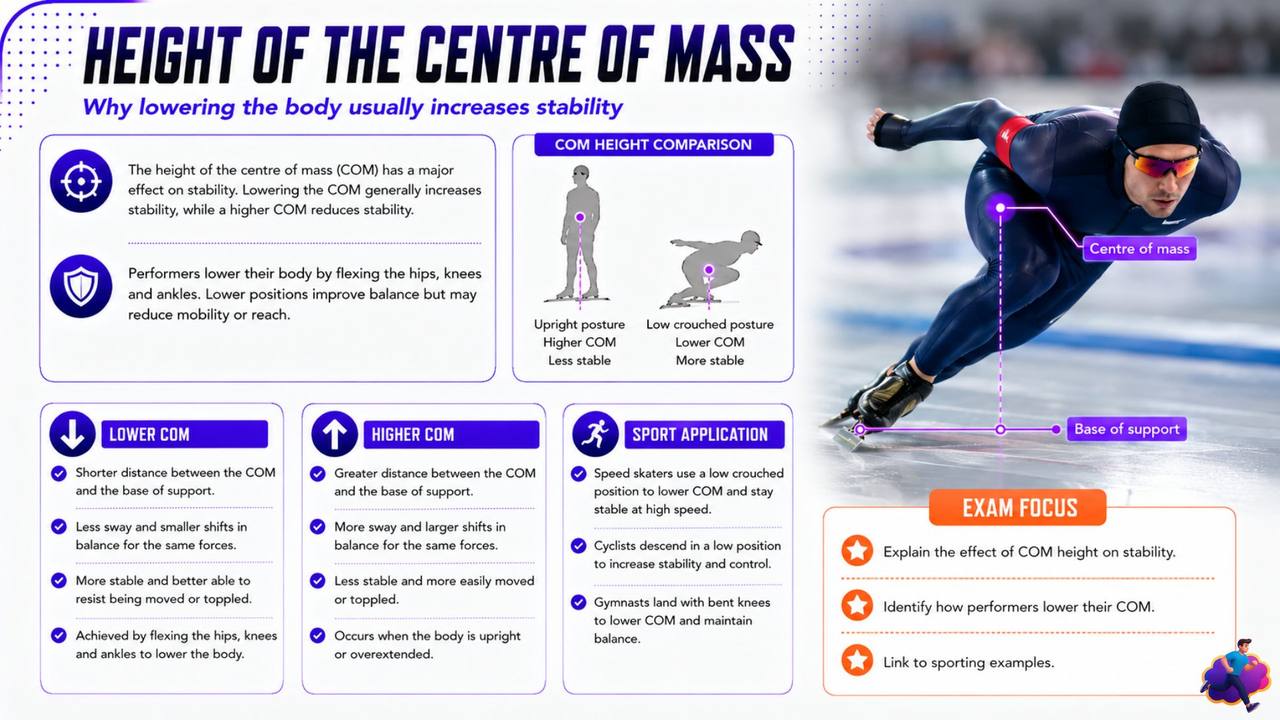 HEIGHT OF THE CENTRE OF MASS
Why lowering the body usually increases stability
The height of the centre of mass (COM) has a major
effect on stability. Lowering the COM generally increases
stability, while a higher COM reduces stability.
Performers lower their body by flexing the hips, knees
and ankles. Lower positions improve balance but may
reduce mobility or reach.
COM HEIGHT COMPARISON
Upright posture
Higher COM
Less stable
Low crouched posture
Lower COM
More stable
Centre of mass
Base of support
LOWER COM
Shorter distance between the COM
and the base of support.
Less sway and smaller shifts in
balance for the same forces.
More stable and better able to
resist being moved or toppled.
Achieved by flexing the hips, knees
and ankles to lower the body.
HIGHER COM
Greater distance between the COM
and the base of support.
More sway and larger shifts in
balance for the same forces.
Less stable and more easily moved
or toppled.
Occurs when the body is upright
or overextended.
SPORT APPLICATION
Speed skaters use a low crouched
position to lower COM and stay
stable at high speed.
Cyclists descend in a low position
to increase stability and control.
Gymnasts land with bent knees
to lower COM and maintain
balance.
EXAM FOCUS
Explain the effect of COM height on stability.
Identify how performers lower their COM.
Link to sporting examples.